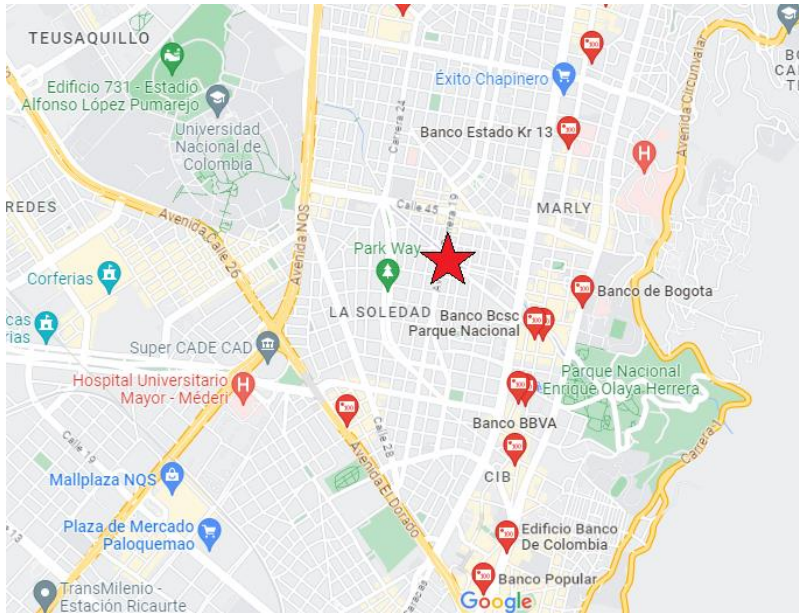 TEUSAQUILLO
Edificio 731 - Estadio
Alfonso López Pumarejo
Universidad
Nacional de
Colombia
Carrera 24
Éxito Chapinero
Avenida Circunvalar
Banco Estado Kr 13
Calle 45
Carrera 19
MARLY
REDES
Avenida Calle 26
Avenida NQS
Park Way
Corferias
Banco de Bogota
LA SOLEDAD
Banco Bcsc
Parque Nacional
Super CADE CAD
Parque Nacional
Enrique Olaya Herrera
Hospital Universitario
Mayor - Méderi
Banco BBVA
Calle 28
Calle 19
Carrera 1
Avenida El Dorado
Mallplaza NQS
CIB
Plaza de Mercado
Paloquemao
Edificio Banco
De Colombia
Banco Popular
TransMilenio -
Estación Ricaurte
Google